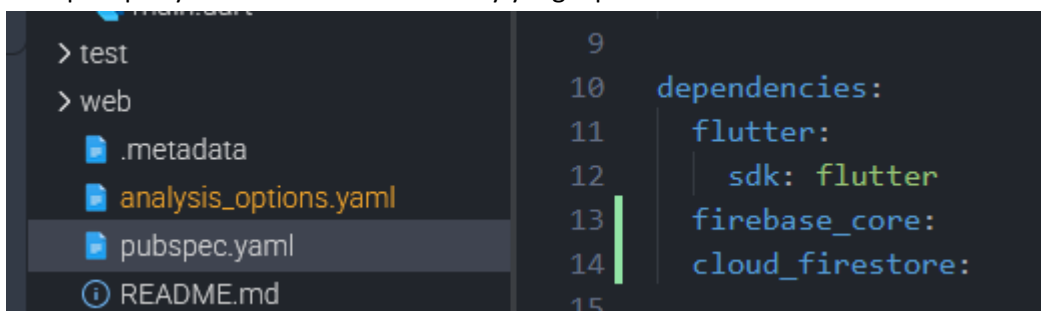 test
web
.metadata
analysis_options.yaml
pubspec.yaml
README.md
9
10 dependencies:
11 flutter:
12 sdk: flutter
13 firebase_core:
14 cloud_firestore:
15